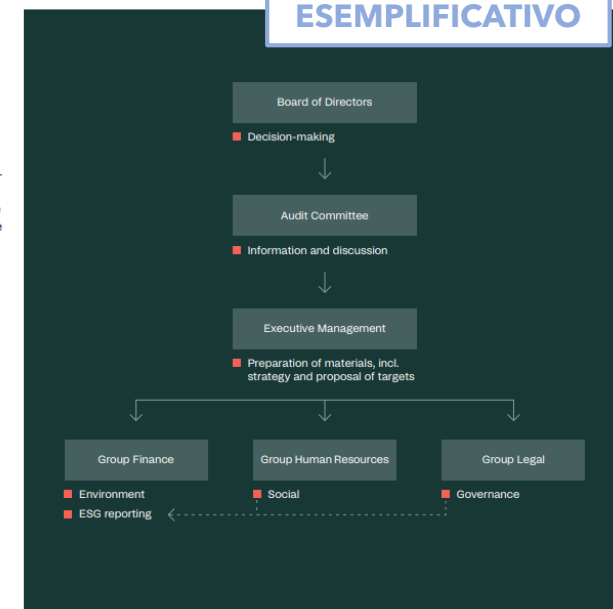 ESEMPLIFICATIVO
Board of Directors
Decision-making
Audit Committee
Information and discussion
Executive Management
Preparation of materials, incl.
strategy and proposal of targets
Group Finance
Group Human Resources
Group Legal
Environment
Social
Governance
ESG reporting